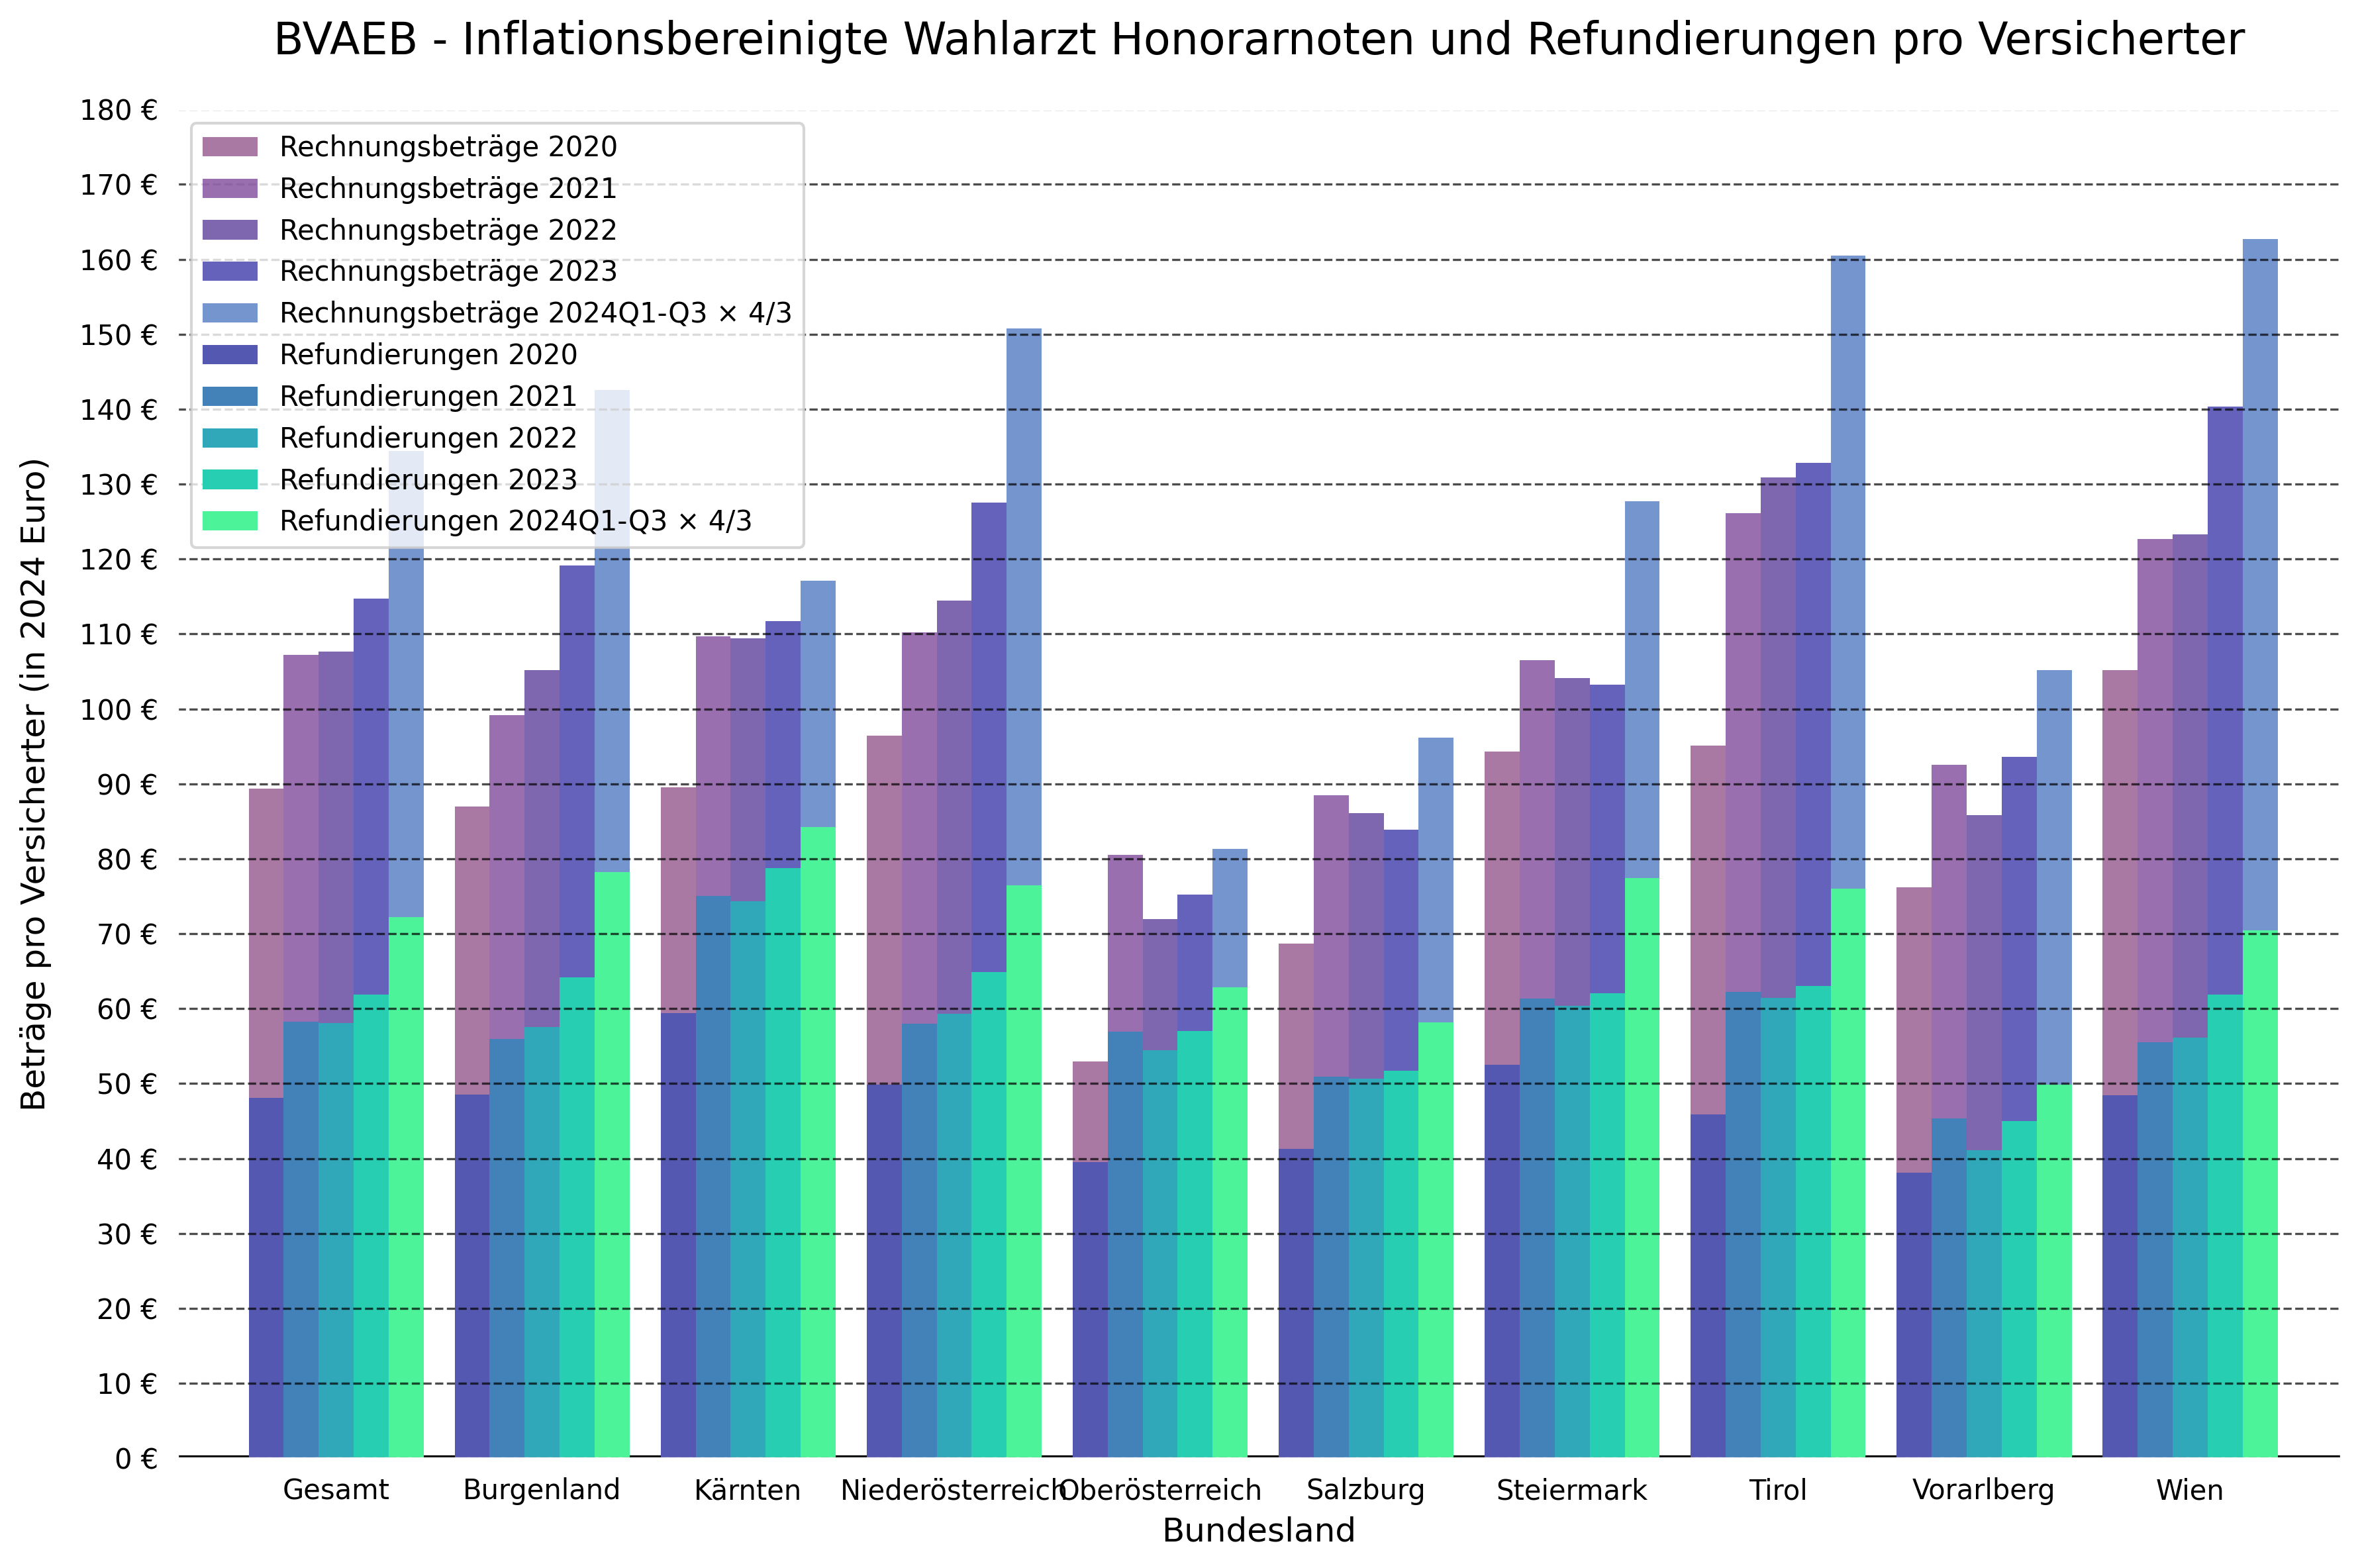 BVAEB - Inflationsbereinigte Wahlarzt Honorarnoten und Refundierungen pro Versicherter
Beträge pro Versicherter (in 2024 Euro)
180 €
170 €
160 €
150 €
140 €
130 €
120 €
110 €
100 €
90 €
80 €
70 €
60 €
50 €
40 €
30 €
20 €
10 €
0 €
Rechnungsbeträge 2020
Rechnungsbeträge 2021
Rechnungsbeträge 2022
Rechnungsbeträge 2023
Rechnungsbeträge 2024Q1-Q3 × 4/3
Refundierungen 2020
Refundierungen 2021
Refundierungen 2022
Refundierungen 2023
Refundierungen 2024Q1-Q3 × 4/3
Gesamt Burgenland Kärnten Niederösterreich Oberösterreich Salzburg Steiermark Tirol Vorarlberg Wien
Bundesland